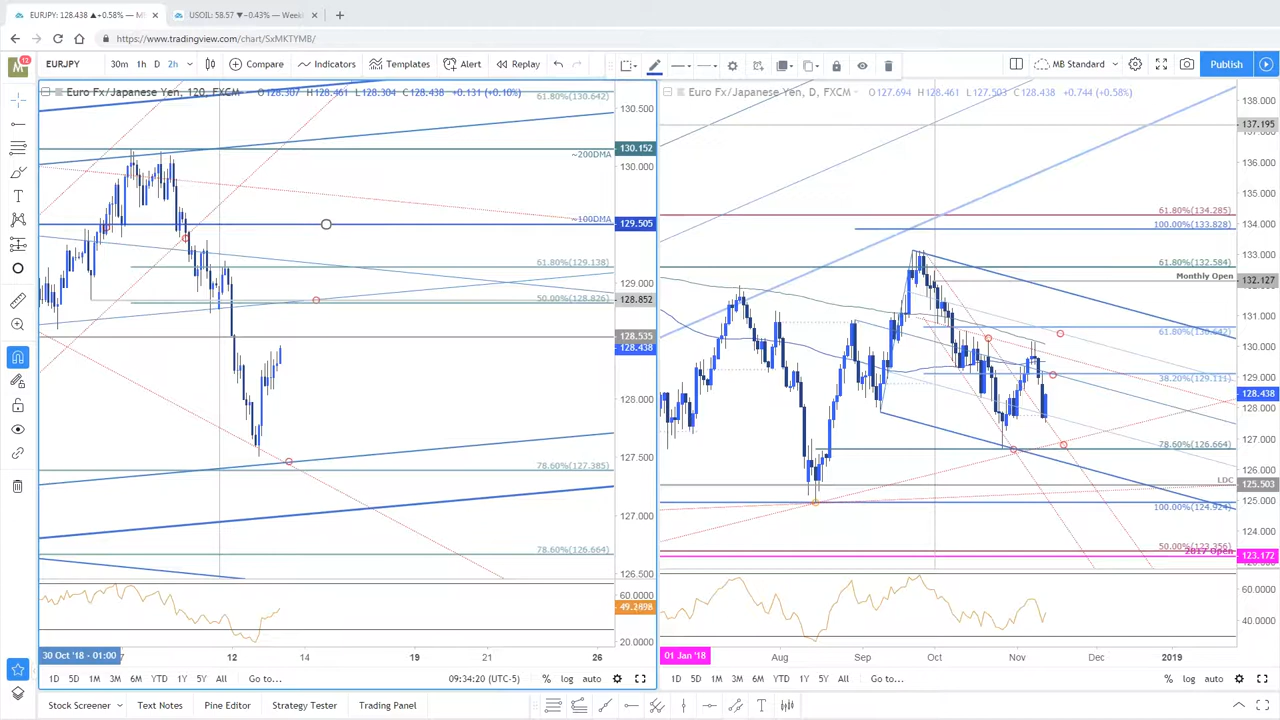 EURJPY: 128.438 ▲+0.58% — M
USOIL: 58.57 ▼−0.43% — Week
https://www.tradingview.com/chart/SxMKTYMB/
M
12
EURJPY
30m 1h D 2h
Compare
Indicators
Templates
Alert
Replay
MB Standard
Publish
Euro Fx/Japanese Yen, 120, FXCM
O128.307 H128.461 L128.304 C128.438 +0.131 (+0.10%)
61.80%(130.642)
~200DMA
~100DMA
61.80%(129.138)
50.00%(128.826)
78.60%(127.385)
78.60%(126.664)
130.500
130.152
130.000
129.505
129.000
128.852
128.535
128.438
128.000
127.500
127.000
126.500
60.0000
49.2898
20.0000
30 Oct '18 - 01:00
7 12 14 19 21 26
1D 5D 1M 3M 6M YTD 1Y 5Y All Go to...
09:34:20 (UTC-5)
% log auto
Euro Fx/Japanese Yen, D, FXCM
O127.694 H128.461 L127.503 C128.438 +0.744 (+0.58%)
61.80%(134.285)
100.00%(133.828)
61.80%(132.584)
Monthly Open
61.80%(130.642)
38.20%(129.111)
78.60%(126.664)
LDC
100.00%(124.924)
50.00%(123.356)
2017 Open
138.000
137.195
136.000
135.000
134.000
133.000
132.127
131.000
130.000
129.000
128.438
128.000
127.000
126.000
125.503
124.000
123.172
60.0000
40.0000
01 Jan '18
Aug Sep Oct Nov Dec 2019
1D 5D 1M 3M 6M YTD 1Y 5Y All Go to...
% log auto
Stock Screener
Text Notes
Pine Editor
Strategy Tester
Trading Panel